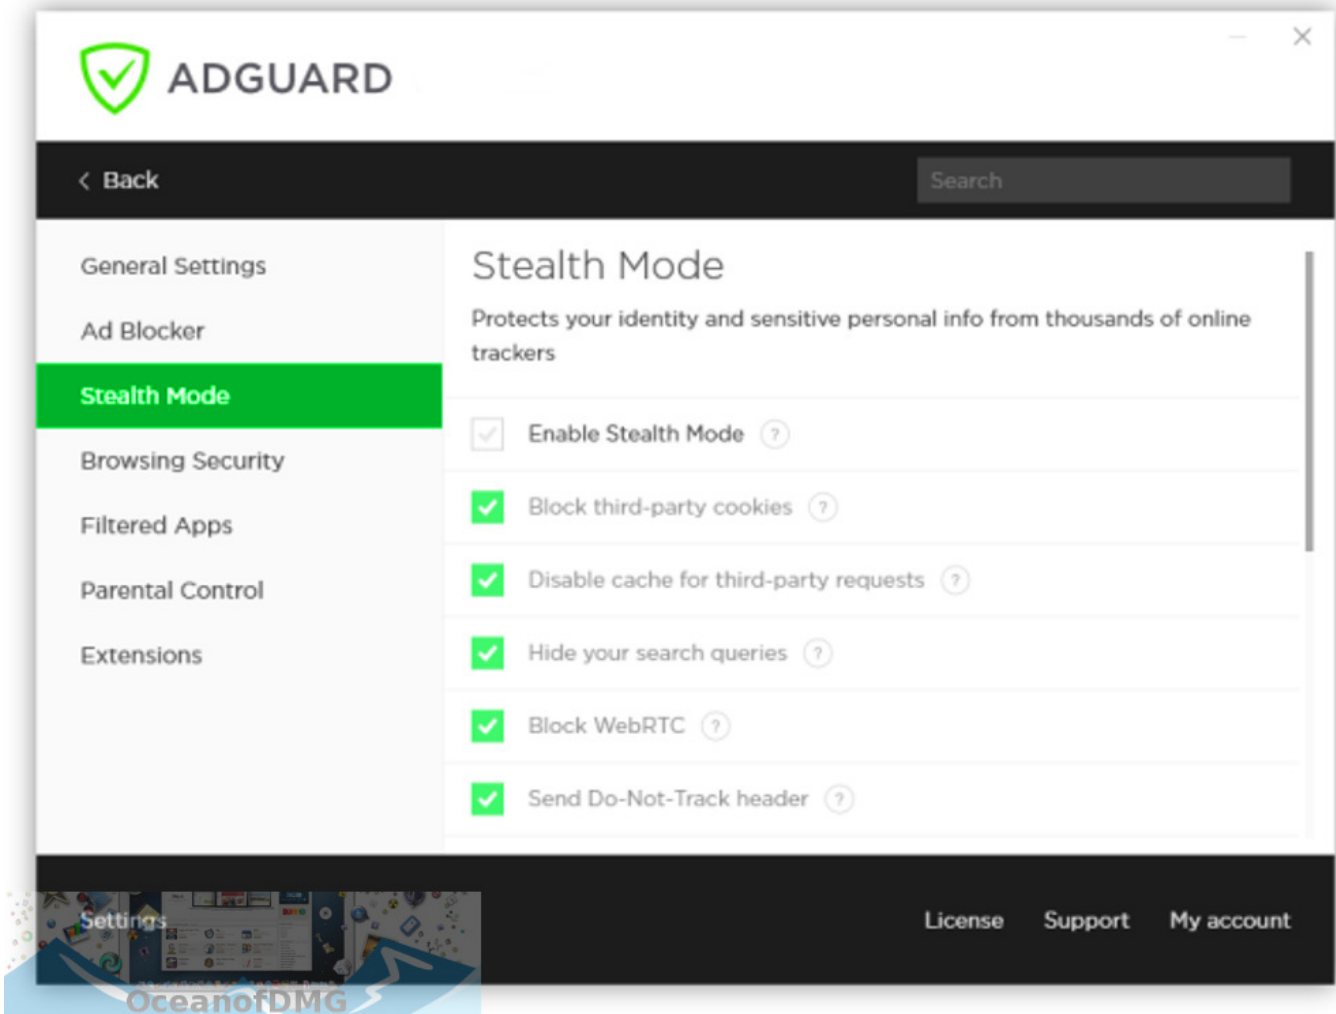 ADGUARD
Back
Search
General Settings
Ad Blocker
Stealth Mode
Browsing Security
Filtered Apps
Parental Control
Extensions
Stealth Mode
Protects your identity and sensitive personal info from thousands of online
trackers
Enable Stealth Mode ?
Block third-party cookies ?
Disable cache for third-party requests ?
Hide your search queries ?
Block WebRTC ?
Send Do-Not-Track header ?
Settings
License Support My account
OceanofDMG